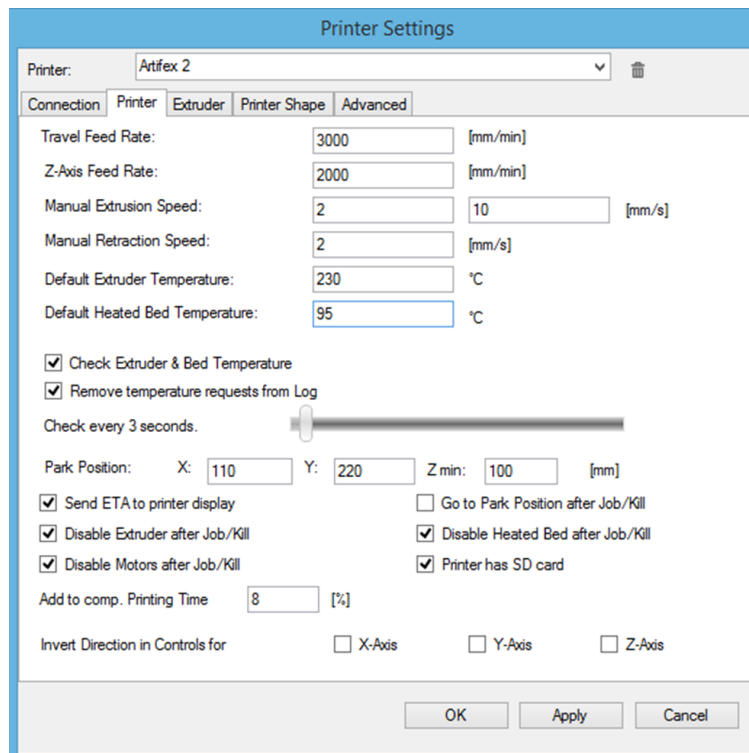 Printer Settings
Printer: Artifex 2
Connection Printer Extruder Printer Shape Advanced
Travel Feed Rate: 3000 [mm/min]
Z-Axis Feed Rate: 2000 [mm/min]
Manual Extrusion Speed: 2 10 [mm/s]
Manual Retraction Speed: 2 [mm/s]
Default Extruder Temperature: 230 °C
Default Heated Bed Temperature: 95 °C
Check Extruder & Bed Temperature
Remove temperature requests from Log
Check every 3 seconds.
Park Position: X: 110 Y: 220 Z min: 100 [mm]
Send ETA to printer display Go to Park Position after Job/Kill
Disable Extruder after Job/Kill Disable Heated Bed after Job/Kill
Disable Motors after Job/Kill Printer has SD card
Add to comp. Printing Time 8 [%]
Invert Direction in Controls for X-Axis Y-Axis Z-Axis
OK Apply Cancel